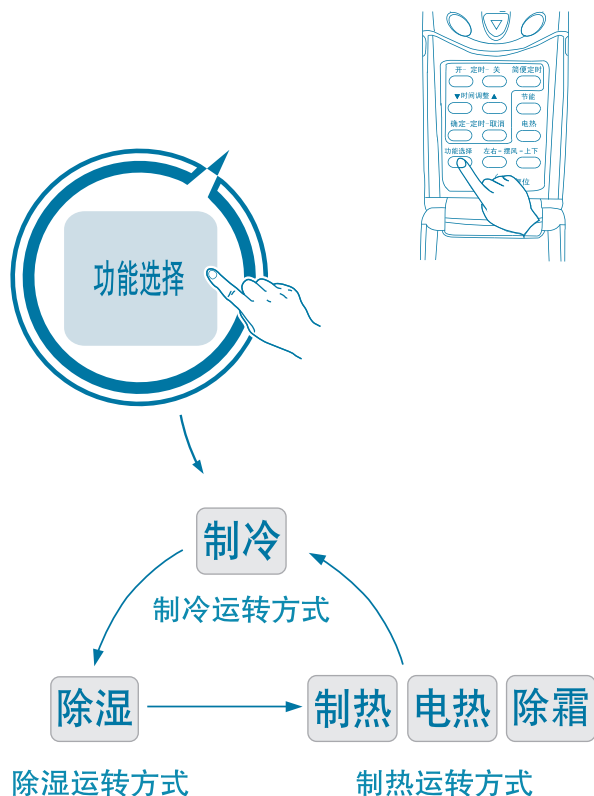 开- 定时- 关 简便定时
▼时间调整▲ 节能
确定-定时-取消 电热
功能选择 左右-摆风-上下
位
功能选择
制冷
制冷运转方式
除湿 制热 电热 除霜
除湿运转方式 制热运转方式